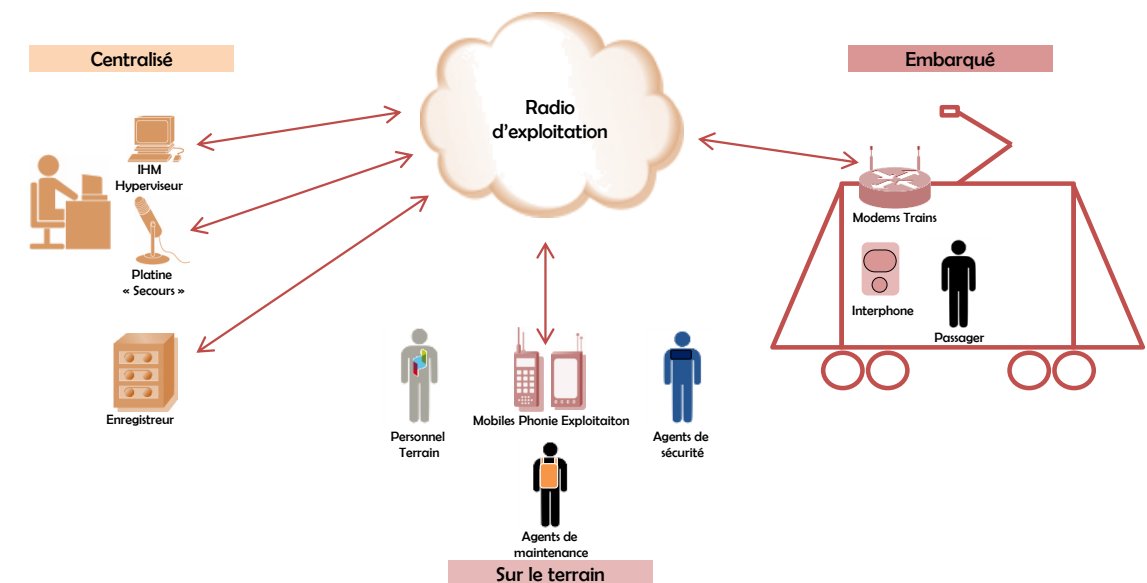 Centralisé
Radio
d'exploitation
Embarqué
IHM
Hyperviseur
Platine
« Secours »
Enregistreur
Modems Trains
Interphone
Passager
Personnel
Terrain
Mobiles Phonie Exploitaiton
Agents de
sécurité
Agents de
maintenance
Sur le terrain